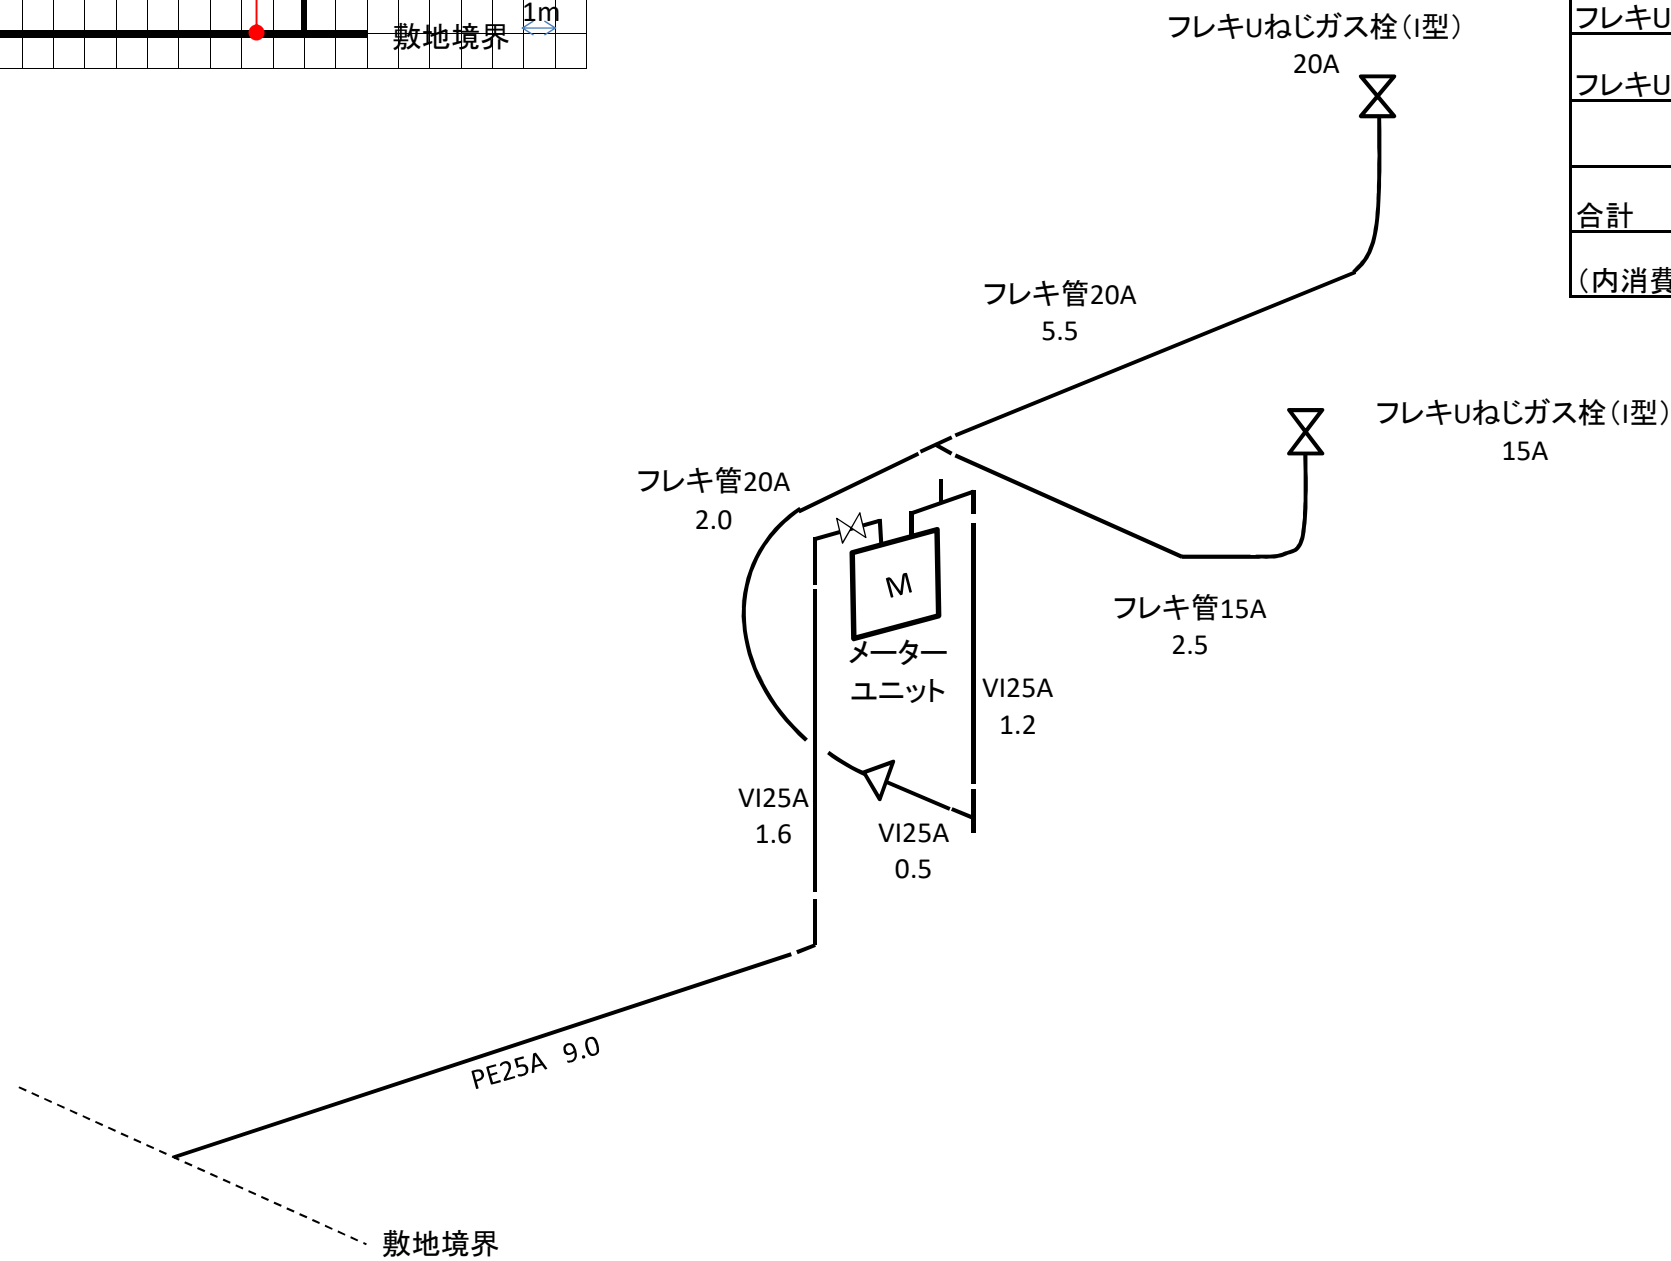 1m
敷地境界
フレキUねじガス栓（I型）
20A
フレキU
フレキU
合計
（内消費
フレキ管20A
5.5
フレキUねじガス栓（I型）
15A
フレキ管20A
2.0
M
メーター
ユニット
フレキ管15A
2.5
VI25A
1.2
VI25A
1.6
VI25A
0.5
PE25A 9.0
敷地境界